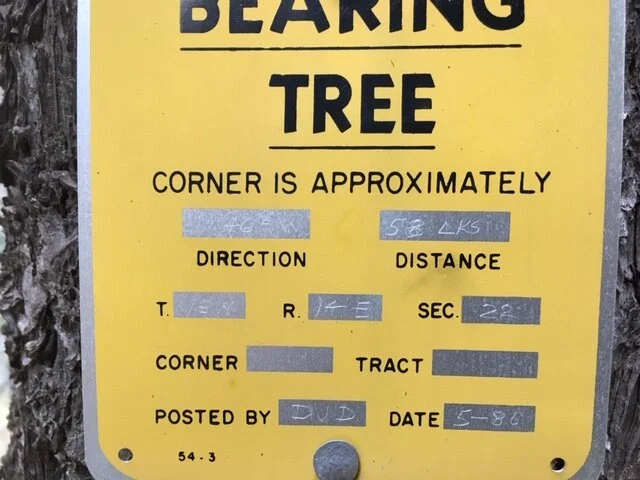 BEARING
TREE
CORNER IS APPROXIMATELY
58 LKS
DIRECTION DISTANCE
T. R. 14E SEC. 22
CORNER TRACT
POSTED BY DJD DATE 5-86
54-3